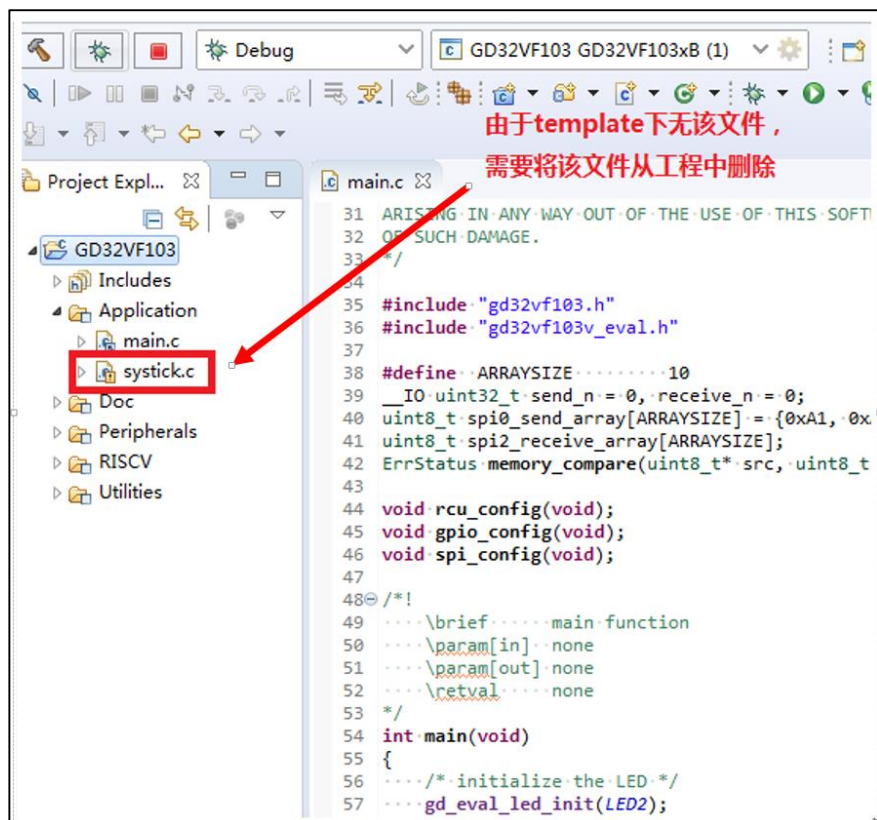 Debug
GD32VF103 GD32VF103xB (1)
由于template下无该文件，
需要将该文件从工程中删除
Project Expl...
main.c
GD32VF103
Includes
Application
main.c
systick.c
Doc
Peripherals
RISCV
Utilities
31 ARISING IN ANY WAY OUT OF THE USE OF THIS SOFT
32 OF SUCH DAMAGE.
33 */
34
35 #include "gd32vf103.h"
36 #include "gd32vf103v_eval.h"
37
38 #define ARRAYSIZE 10
39 __IO uint32_t send_n = 0, receive_n = 0;
40 uint8_t spi0_send_array[ARRAYSIZE] = {0xA1, 0x
41 uint8_t spi2_receive_array[ARRAYSIZE];
42 ErrStatus memory_compare(uint8_t* src, uint8_t
43
44 void rcu_config(void);
45 void gpio_config(void);
46 void spi_config(void);
47
48 /*!
49 \brief main function
50 \param[in] none
51 \param[out] none
52 \retval none
53 */
54 int main(void)
55 {
56 /* initialize the LED */
57 gd_eval_led_init(LED2);